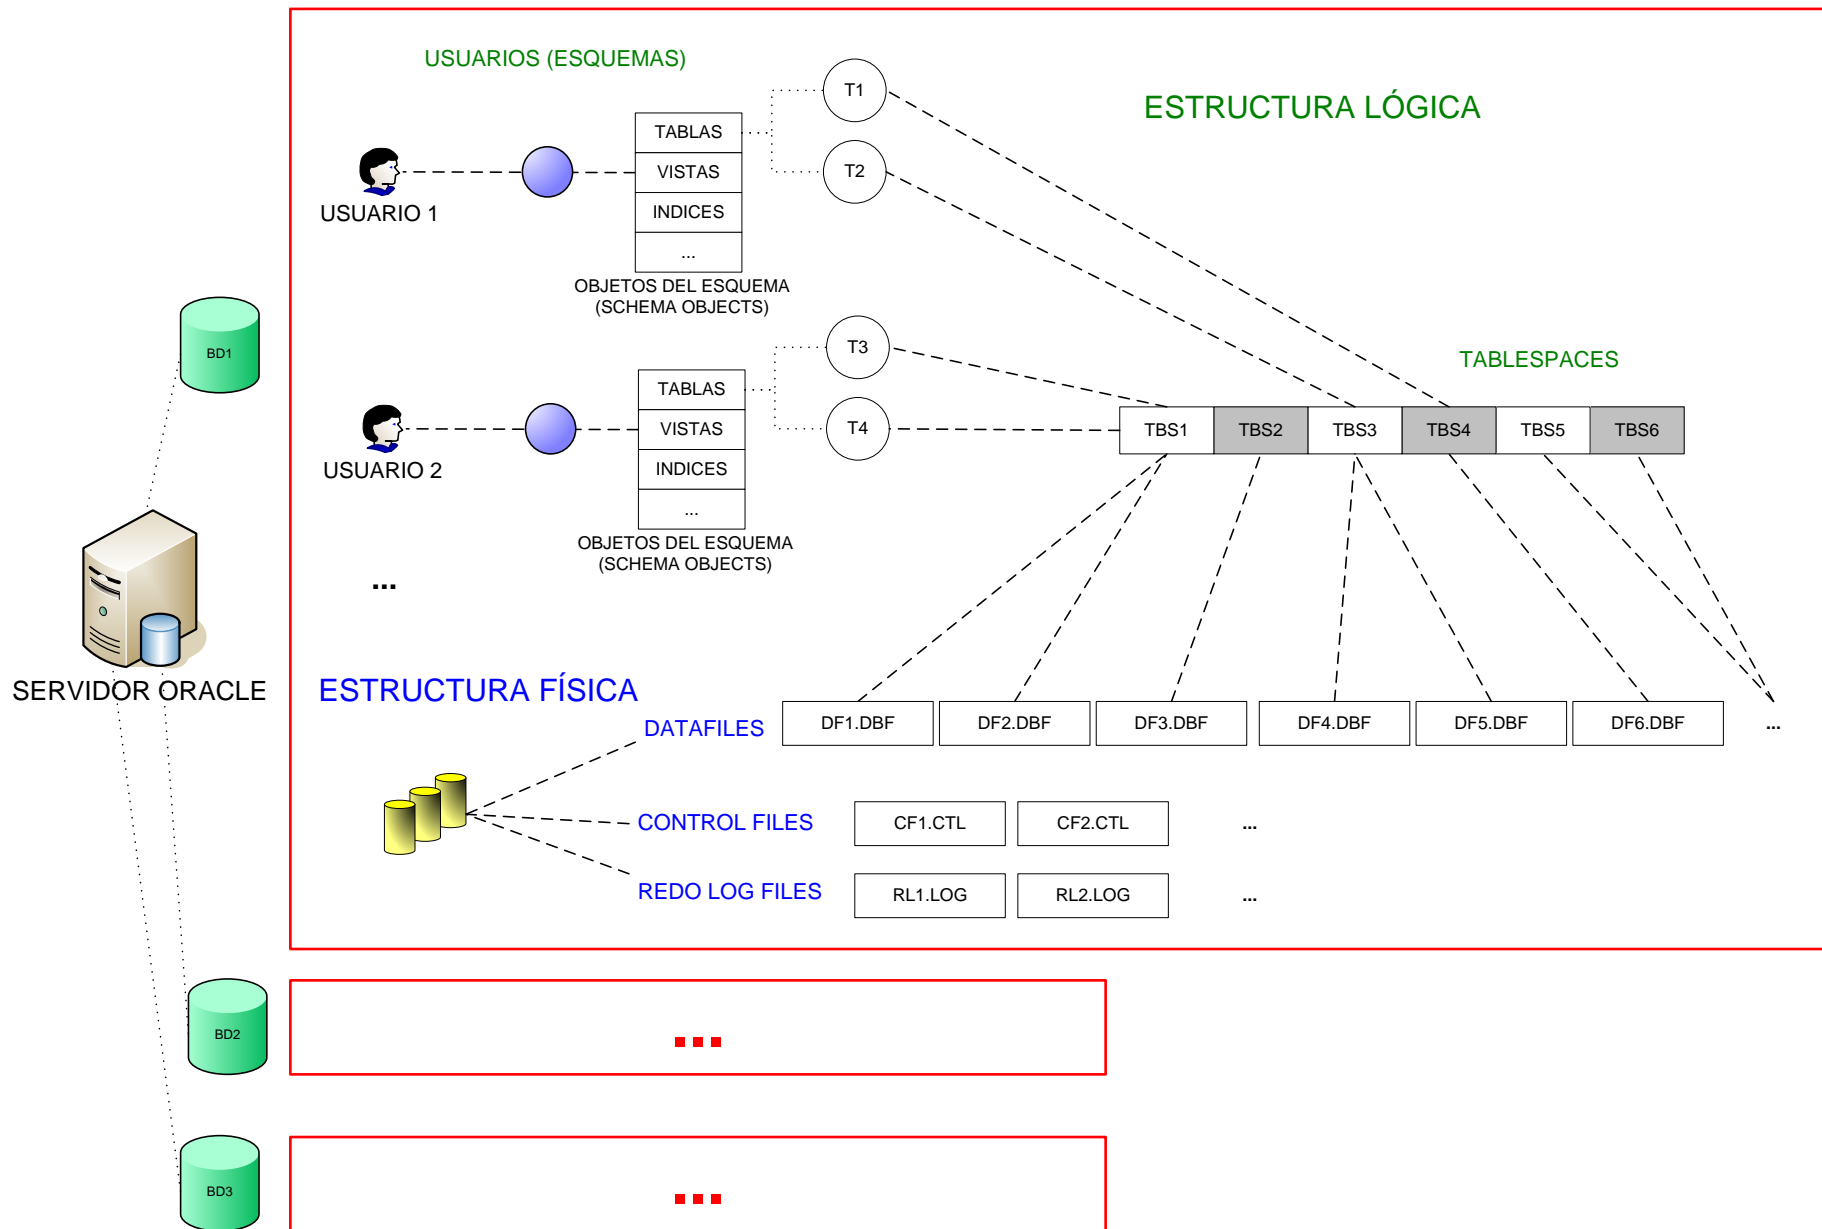 USUARIOS (ESQUEMAS)
ESTRUCTURA LÓGICA
T1
TABLAS
VISTAS
INDICES
...
T2
USUARIO 1
OBJETOS DEL ESQUEMA
(SCHEMA OBJECTS)
BD1
T3
TABLESPACES
TABLAS
VISTAS
INDICES
...
T4
TBS1
TBS2
TBS3
TBS4
TBS5
TBS6
USUARIO 2
OBJETOS DEL ESQUEMA
(SCHEMA OBJECTS)
...
SERVIDOR ORACLE
ESTRUCTURA FÍSICA
DATAFILES
DF1.DBF
DF2.DBF
DF3.DBF
DF4.DBF
DF5.DBF
DF6.DBF
...
CONTROL FILES
CF1.CTL
CF2.CTL
...
REDO LOG FILES
RL1.LOG
RL2.LOG
...
BD2
...
BD3
...